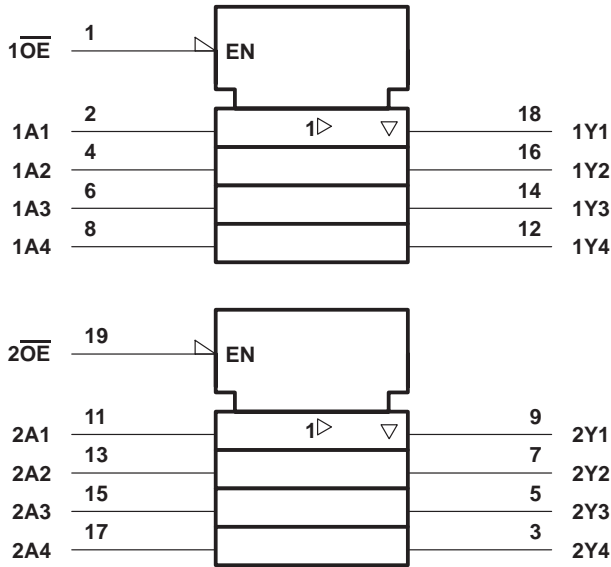 1O̅E̅ 1 EN
1A1 2 1 18 1Y1
1A2 4 16 1Y2
1A3 6 14 1Y3
1A4 8 12 1Y4
2O̅E̅ 19 EN
2A1 11 1 9 2Y1
2A2 13 7 2Y2
2A3 15 5 2Y3
2A4 17 3 2Y4